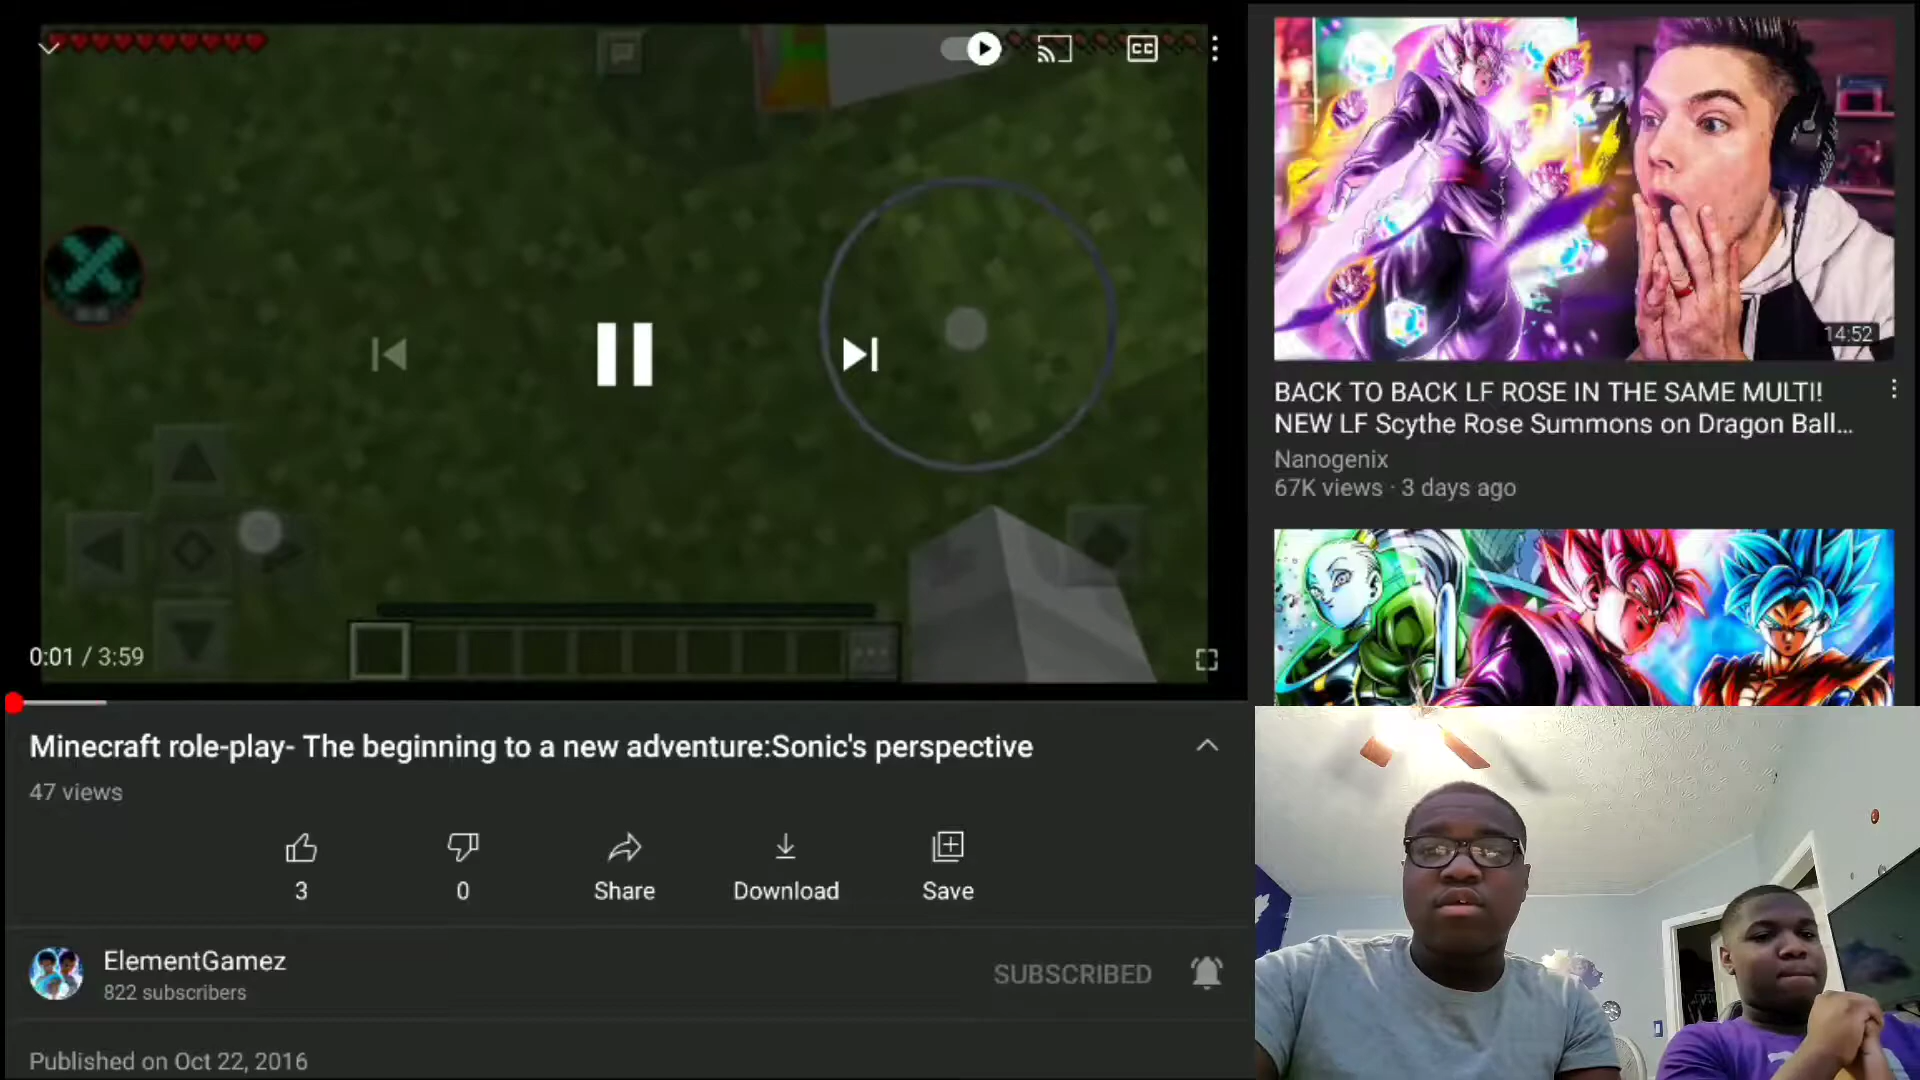 CC
0:01 / 3:59
Minecraft role-play- The beginning to a new adventure:Sonic's perspective
47 views
3
0
Share
Download
Save
ElementGamez
822 subscribers
SUBSCRIBED
Published on Oct 22, 2016
14:52
BACK TO BACK LF ROSE IN THE SAME MULTI!
NEW LF Scythe Rose Summons on Dragon Ball...
Nanogenix
67K views · 3 days ago